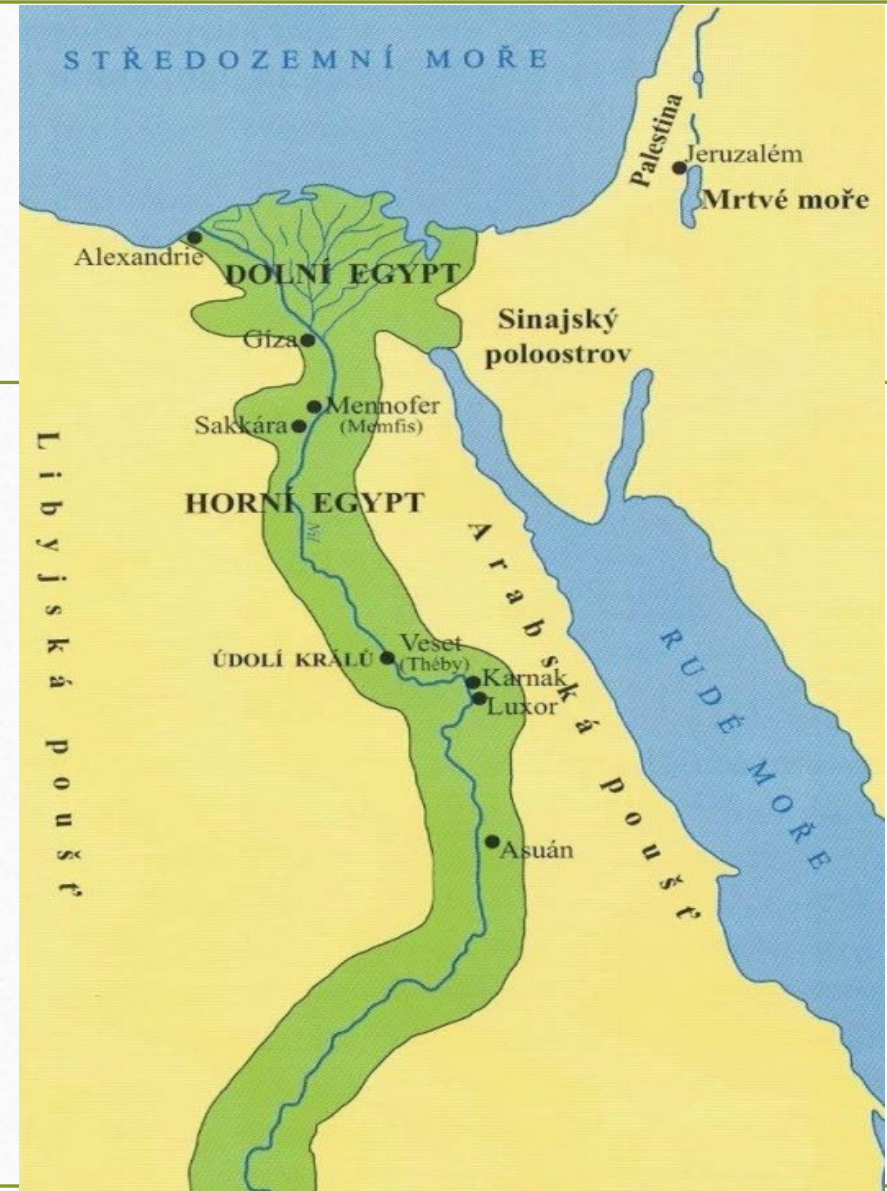 STŘEDOZEMNÍ MOŘE
Palestina
Jeruzalém
Mrtvé moře
Alexandrie
DOLNÍ EGYPT
Gíza
Sinajský
poloostrov
Mennofer
(Memfis)
Sakkára
Libyjská poušť
HORNÍ EGYPT
Nil
Arabská poušť
RUDÉ MOŘE
ÚDOLÍ KRÁLŮ
Veset
(Théby)
Karnak
Luxor
Asuán